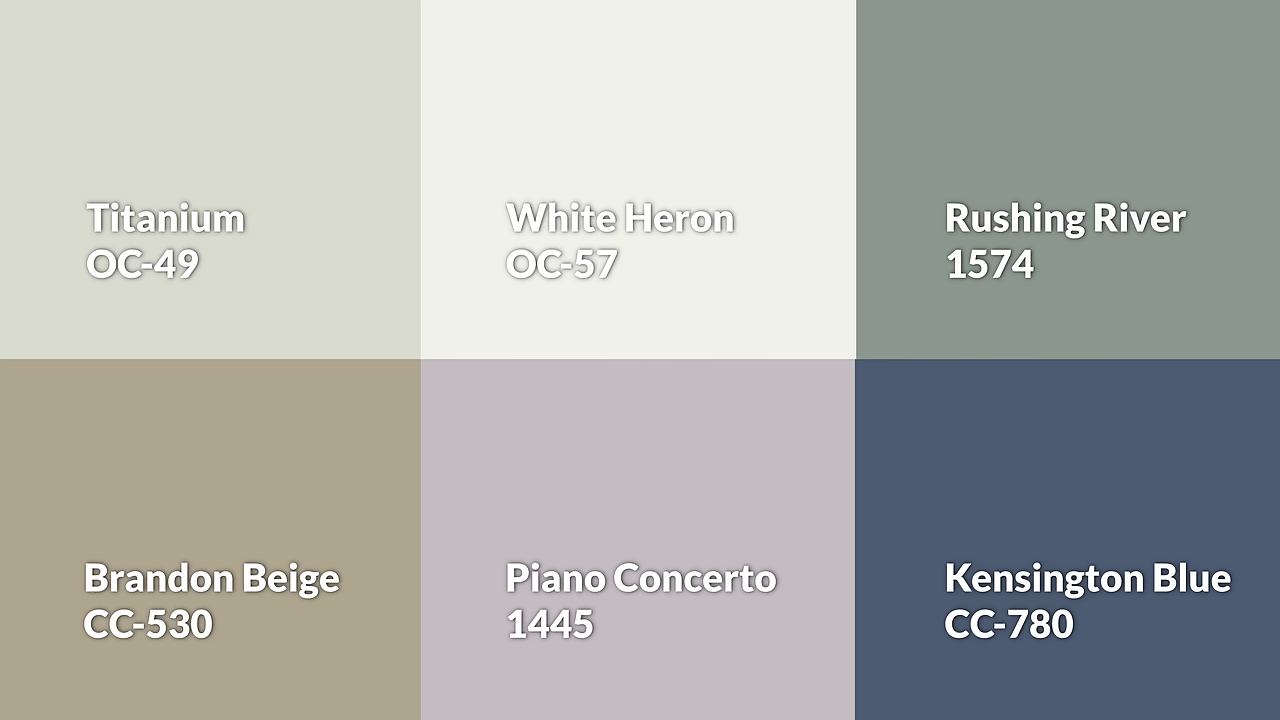 Titanium
OC-49
White Heron
OC-57
Rushing River
1574
Brandon Beige
CC-530
Piano Concerto
1445
Kensington Blue
CC-780